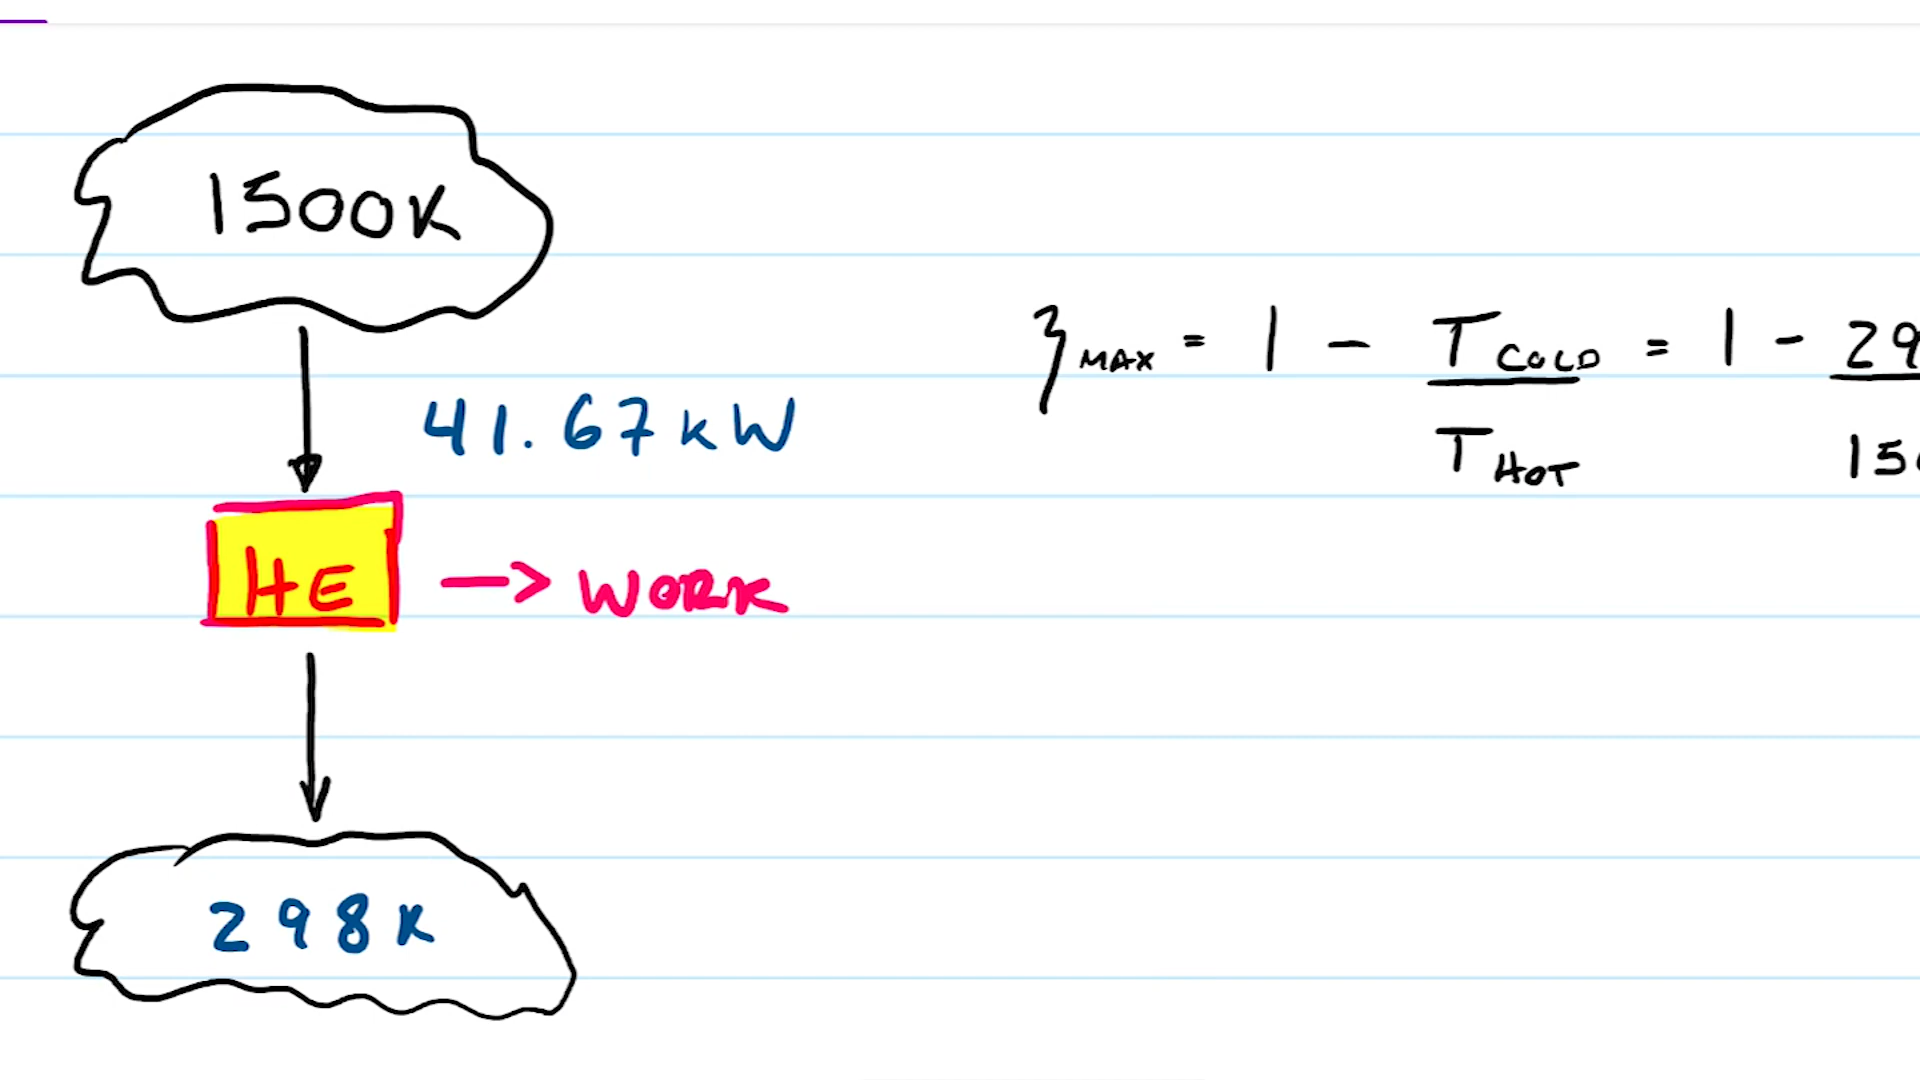 1500K
41.67 kW
HE → WORK
298K
η MAX = 1 - T COLD / T HOT = 1 - 29 / 15